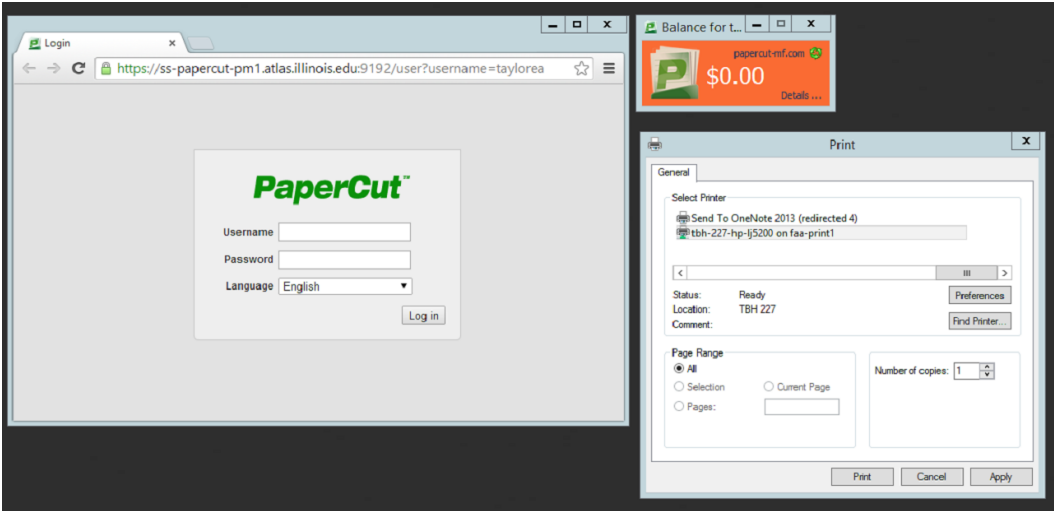 Login
https://ss-papercut-pm1.atlas.illinois.edu:9192/user?username=taylorea
PaperCut™
Username
Password
Language English
Log in
Balance for t...
papercut-mf.com
$0.00
Details ...
Print
General
Select Printer
Send To OneNote 2013 (redirected 4)
tbh-227-hp-lj5200 on faa-print1
Status: Ready
Location: TBH 227
Comment:
Preferences
Find Printer...
Page Range
All
Selection Current Page
Pages:
Number of copies: 1
Print Cancel Apply